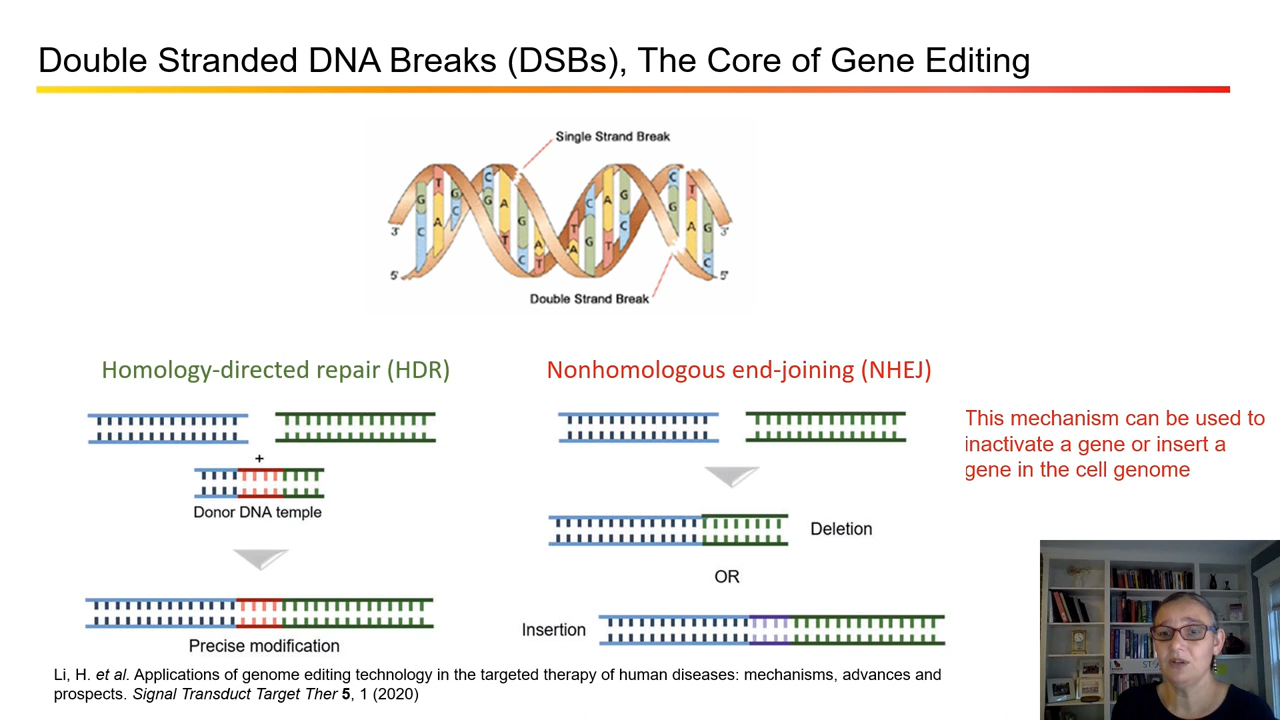 Double Stranded DNA Breaks (DSBs), The Core of Gene Editing
Single Strand Break
T
C
G
G
C
G
A
C
A
G
C
G
T
C
A
G
T
A
T
C
A
T
G
T
C
A
G
C
3'
3'
5'
5'
Double Strand Break
Homology-directed repair (HDR)
Nonhomologous end-joining (NHEJ)
This mechanism can be used to
inactivate a gene or insert a
gene in the cell genome
+
Donor DNA temple
Deletion
OR
Insertion
Precise modification
Li, H. et al. Applications of genome editing technology in the targeted therapy of human diseases: mechanisms, advances and
prospects. Signal Transduct Target Ther 5, 1 (2020)